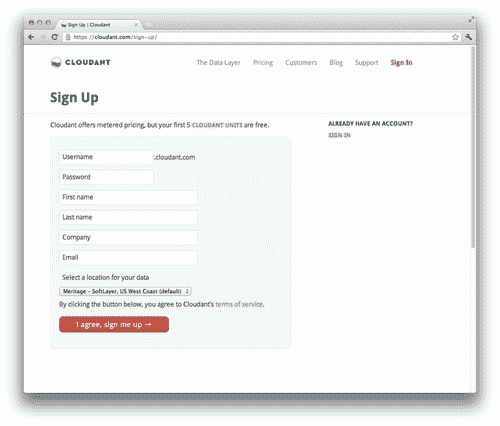 Sign Up | Cloudant
https://cloudant.com/sign-up/
CLOUDANT
The Data Layer Pricing Customers Blog Support Sign In
Sign Up
Cloudant offers metered pricing, but your first 5 CLOUDANT UNITS are free.
ALREADY HAVE AN ACCOUNT?
SIGN IN
Username .cloudant.com
Password
First name
Last name
Company
Email
Select a location for your data
Meritage – SoftLayer, US West Coast (default)
By clicking the button below, you agree to Cloudant's terms of service.
I agree, sign me up →